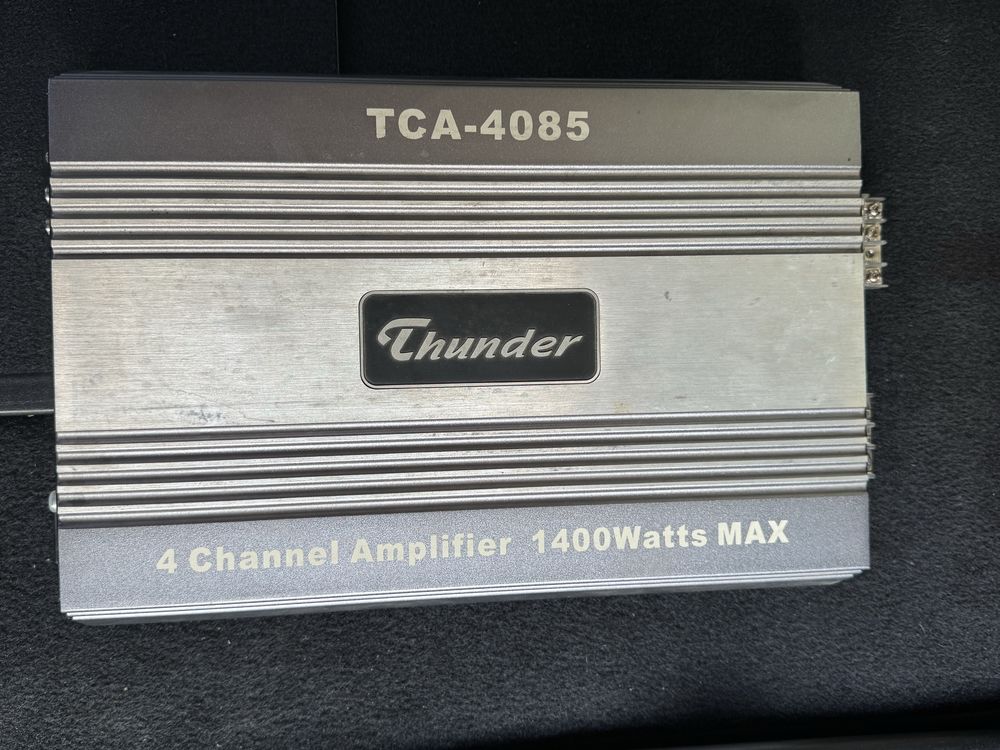 TCA-4085
Thunder
4 Channel Amplifier 1400Watts MAX